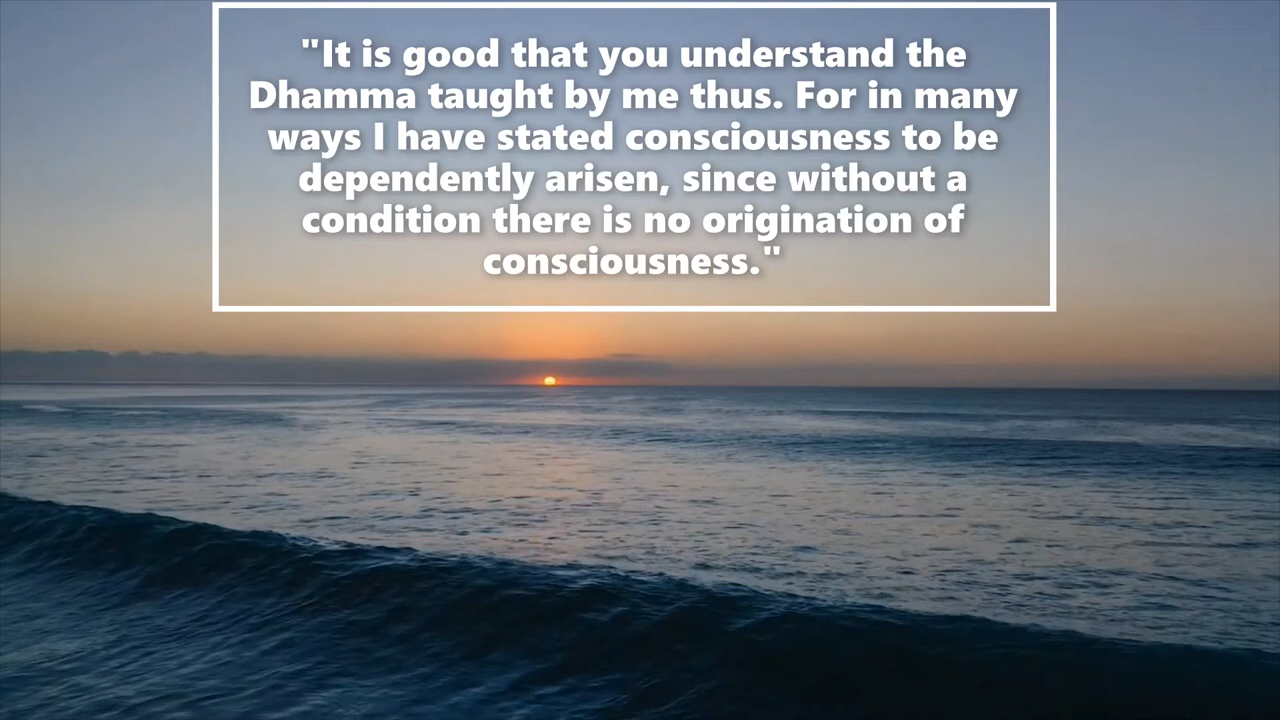 "It is good that you understand the
Dhamma taught by me thus. For in many
ways I have stated consciousness to be
dependently arisen, since without a
condition there is no origination of
consciousness."